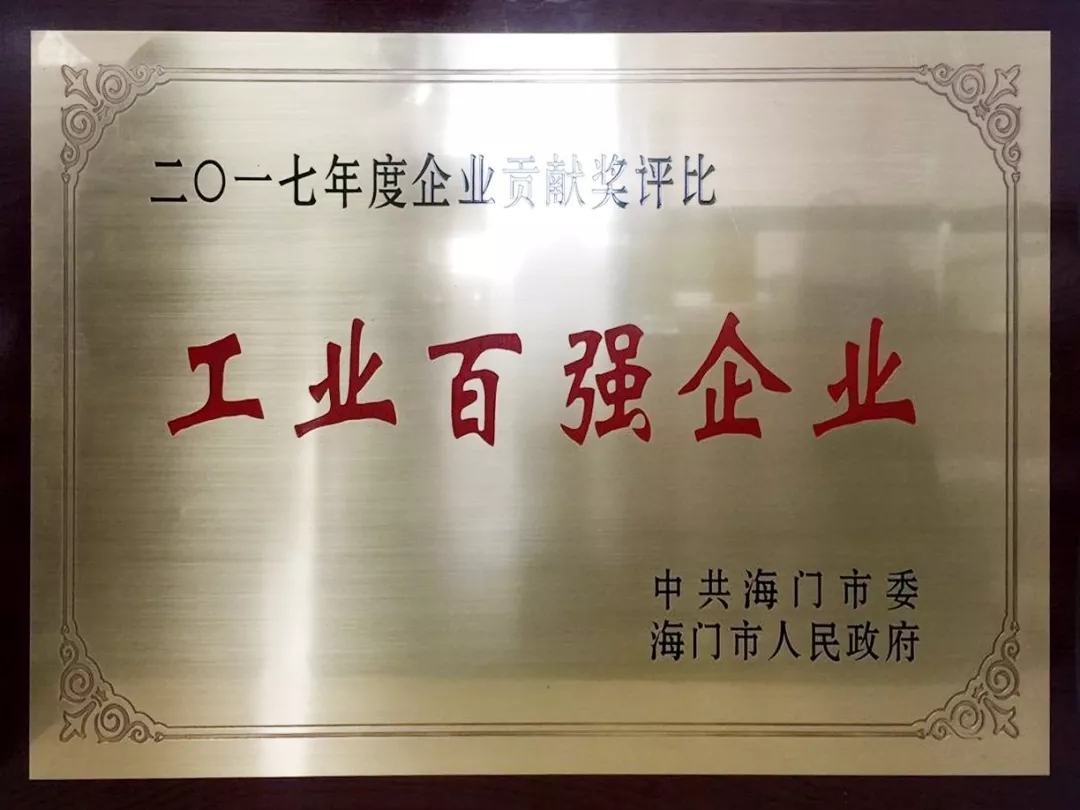 二〇一七年度企业贡献奖评比
工业百强企业
中共海门市委
海门市人民政府